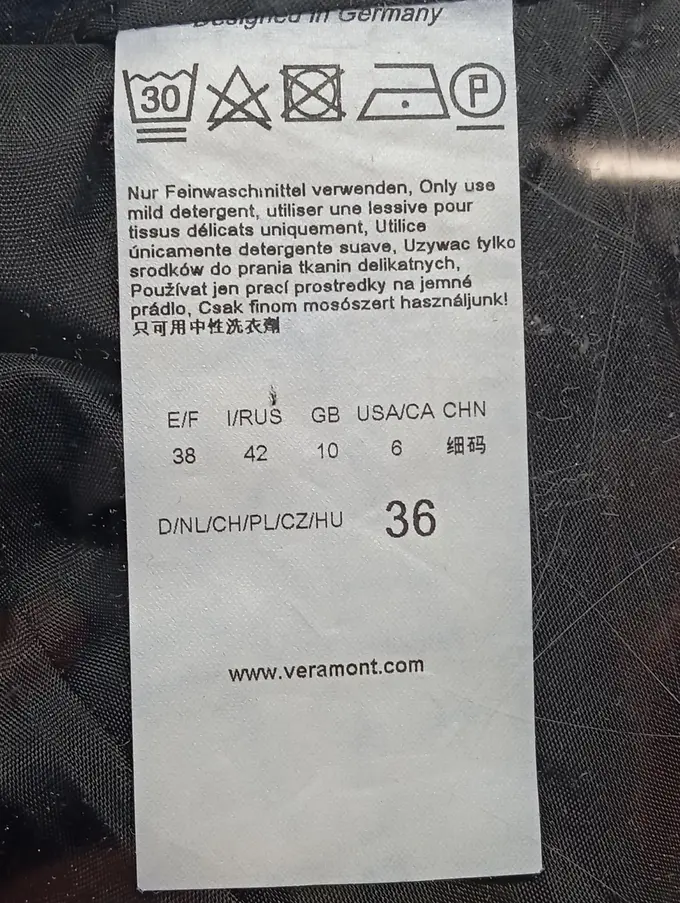 Designed in Germany
30
P
Nur Feinwaschmittel verwenden, Only use
mild detergent, utiliser une lessive pour
tissus délicats uniquement, Utilice
únicamente detergente suave, Uzywac tylko
srodków do prania tkanin delikatnych,
Používat jen prací prostredky na jemné
prádlo, Csak finom mosószert használjunk!
只可用中性洗衣劑
E/F I/RUS GB USA/CA CHN
38 42 10 6 细码
D/NL/CH/PL/CZ/HU 36
www.veramont.com